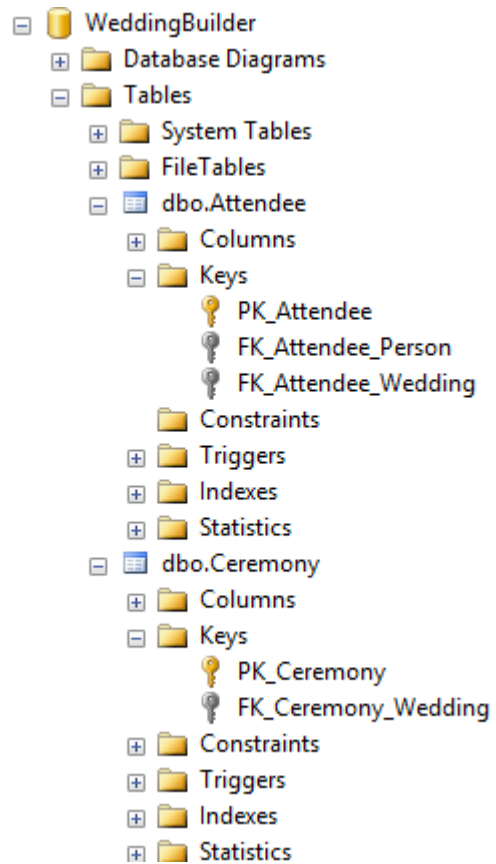 WeddingBuilder
Database Diagrams
Tables
System Tables
FileTables
dbo.Attendee
Columns
Keys
PK_Attendee
FK_Attendee_Person
FK_Attendee_Wedding
Constraints
Triggers
Indexes
Statistics
dbo.Ceremony
Columns
Keys
PK_Ceremony
FK_Ceremony_Wedding
Constraints
Triggers
Indexes
Statistics